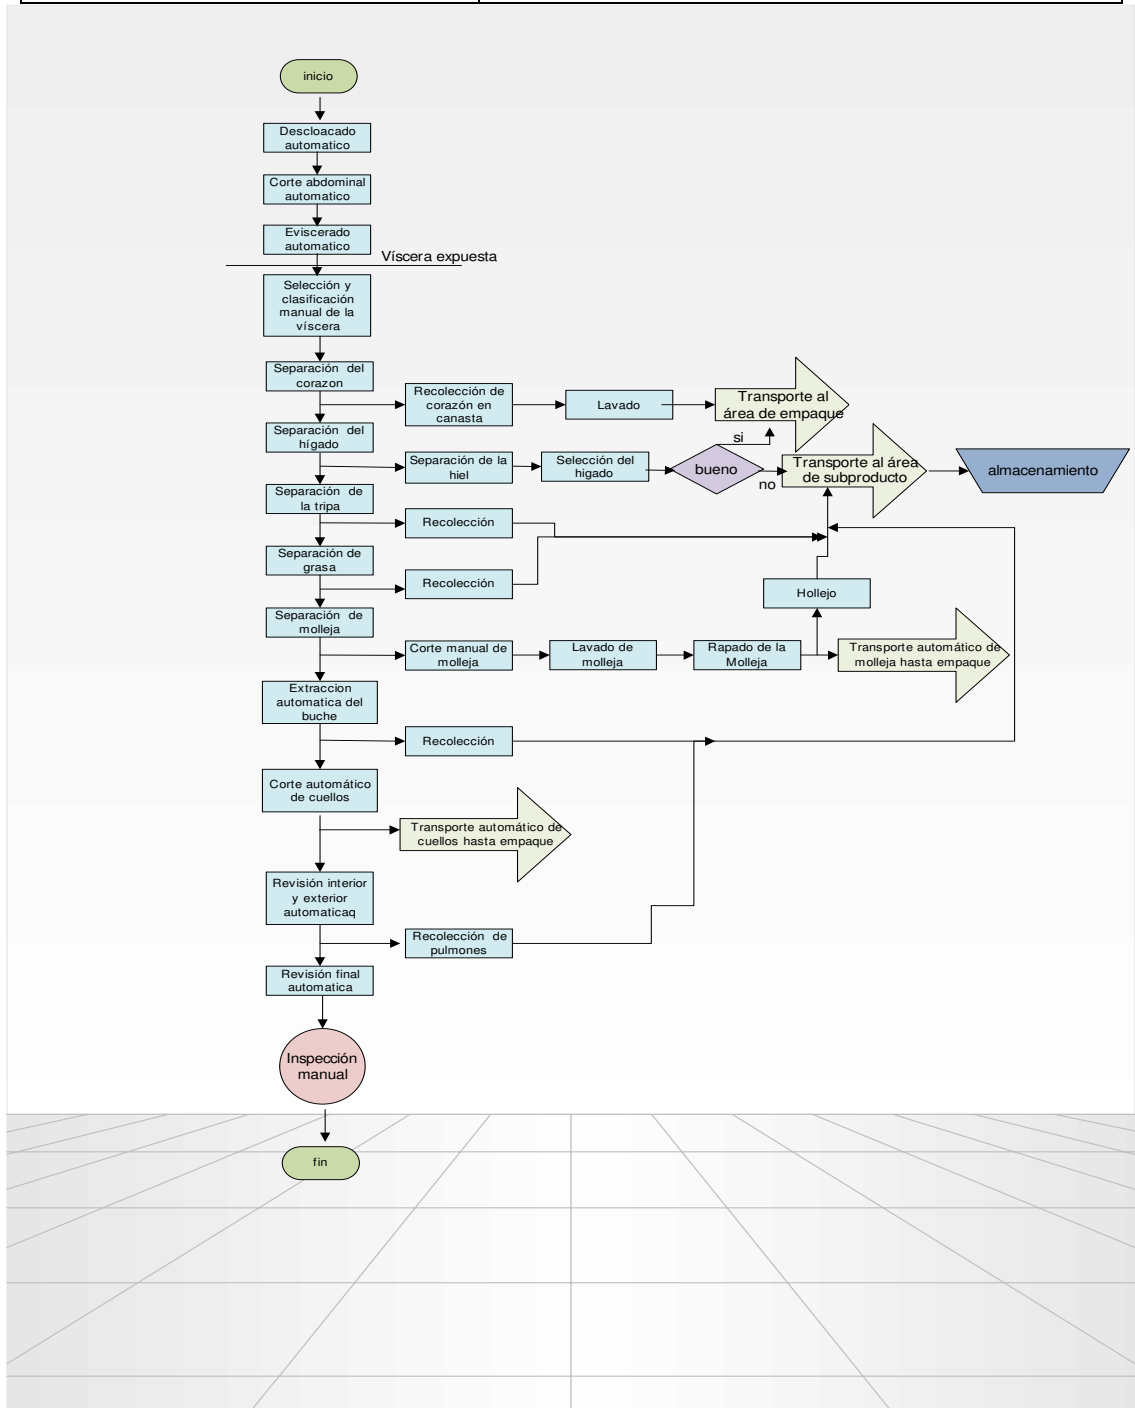 inicio
Descloacado
automatico
Corte abdominal
automatico
Eviscerado
automatico
Víscera expuesta
Selección y
clasificación
manual de la
víscera
Separación del
corazon
Recolección de
corazón en
canasta
Lavado
Transporte al
área de empaque
Separación del
hígado
Separación de la
hiel
Selección del
higado
bueno
si
no
Transporte al área
de subproducto
almacenamiento
Separación de
la tripa
Recolección
Separación de
grasa
Recolección
Hollejo
Separación de
molleja
Corte manual de
molleja
Lavado de
molleja
Rapado de la
Molleja
Transporte automático de
molleja hasta empaque
Extraccion
automatica del
buche
Recolección
Corte automático
de cuellos
Transporte automático de
cuellos hasta empaque
Revisión interior
y exterior
automaticaq
Recolección de
pulmones
Revisión final
automatica
Inspección
manual
fin